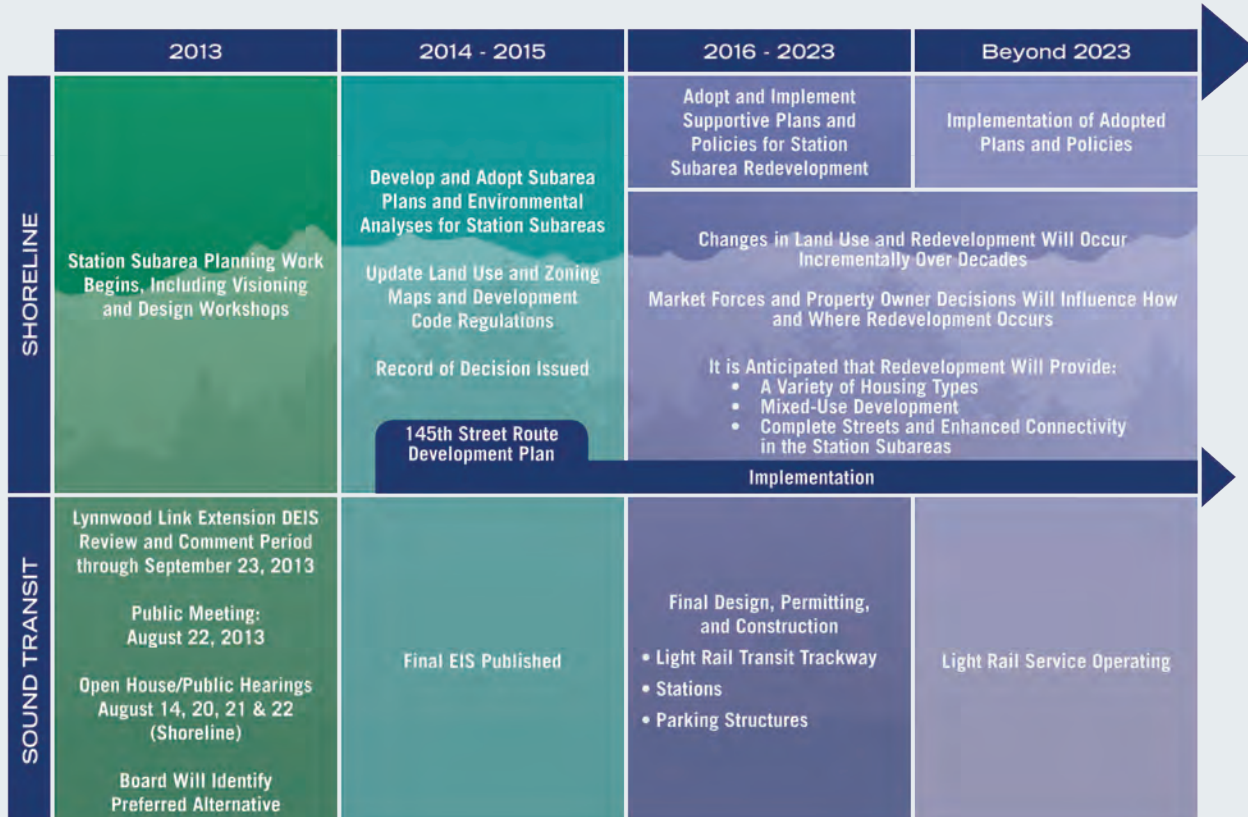 2013
2014 - 2015
2016 - 2023
Beyond 2023
SHORELINE
Station Subarea Planning Work
Begins, Including Visioning
and Design Workshops
Develop and Adopt Subarea
Plans and Environmental
Analyses for Station Subareas
Update Land Use and Zoning
Maps and Development
Code Regulations
Record of Decision Issued
145th Street Route
Development Plan
Adopt and Implement
Supportive Plans and
Policies for Station
Subarea Redevelopment
Implementation of Adopted
Plans and Policies
Changes in Land Use and Redevelopment Will Occur
Incrementally Over Decades
Market Forces and Property Owner Decisions Will Influence How
and Where Redevelopment Occurs
It is Anticipated that Redevelopment Will Provide:
• A Variety of Housing Types
• Mixed-Use Development
• Complete Streets and Enhanced Connectivity
in the Station Subareas
Implementation
SOUND TRANSIT
Lynnwood Link Extension DEIS
Review and Comment Period
through September 23, 2013
Public Meeting:
August 22, 2013
Open House/Public Hearings
August 14, 20, 21 & 22
(Shoreline)
Board Will Identify
Preferred Alternative
Final EIS Published
Final Design, Permitting,
and Construction
• Light Rail Transit Trackway
• Stations
• Parking Structures
Light Rail Service Operating